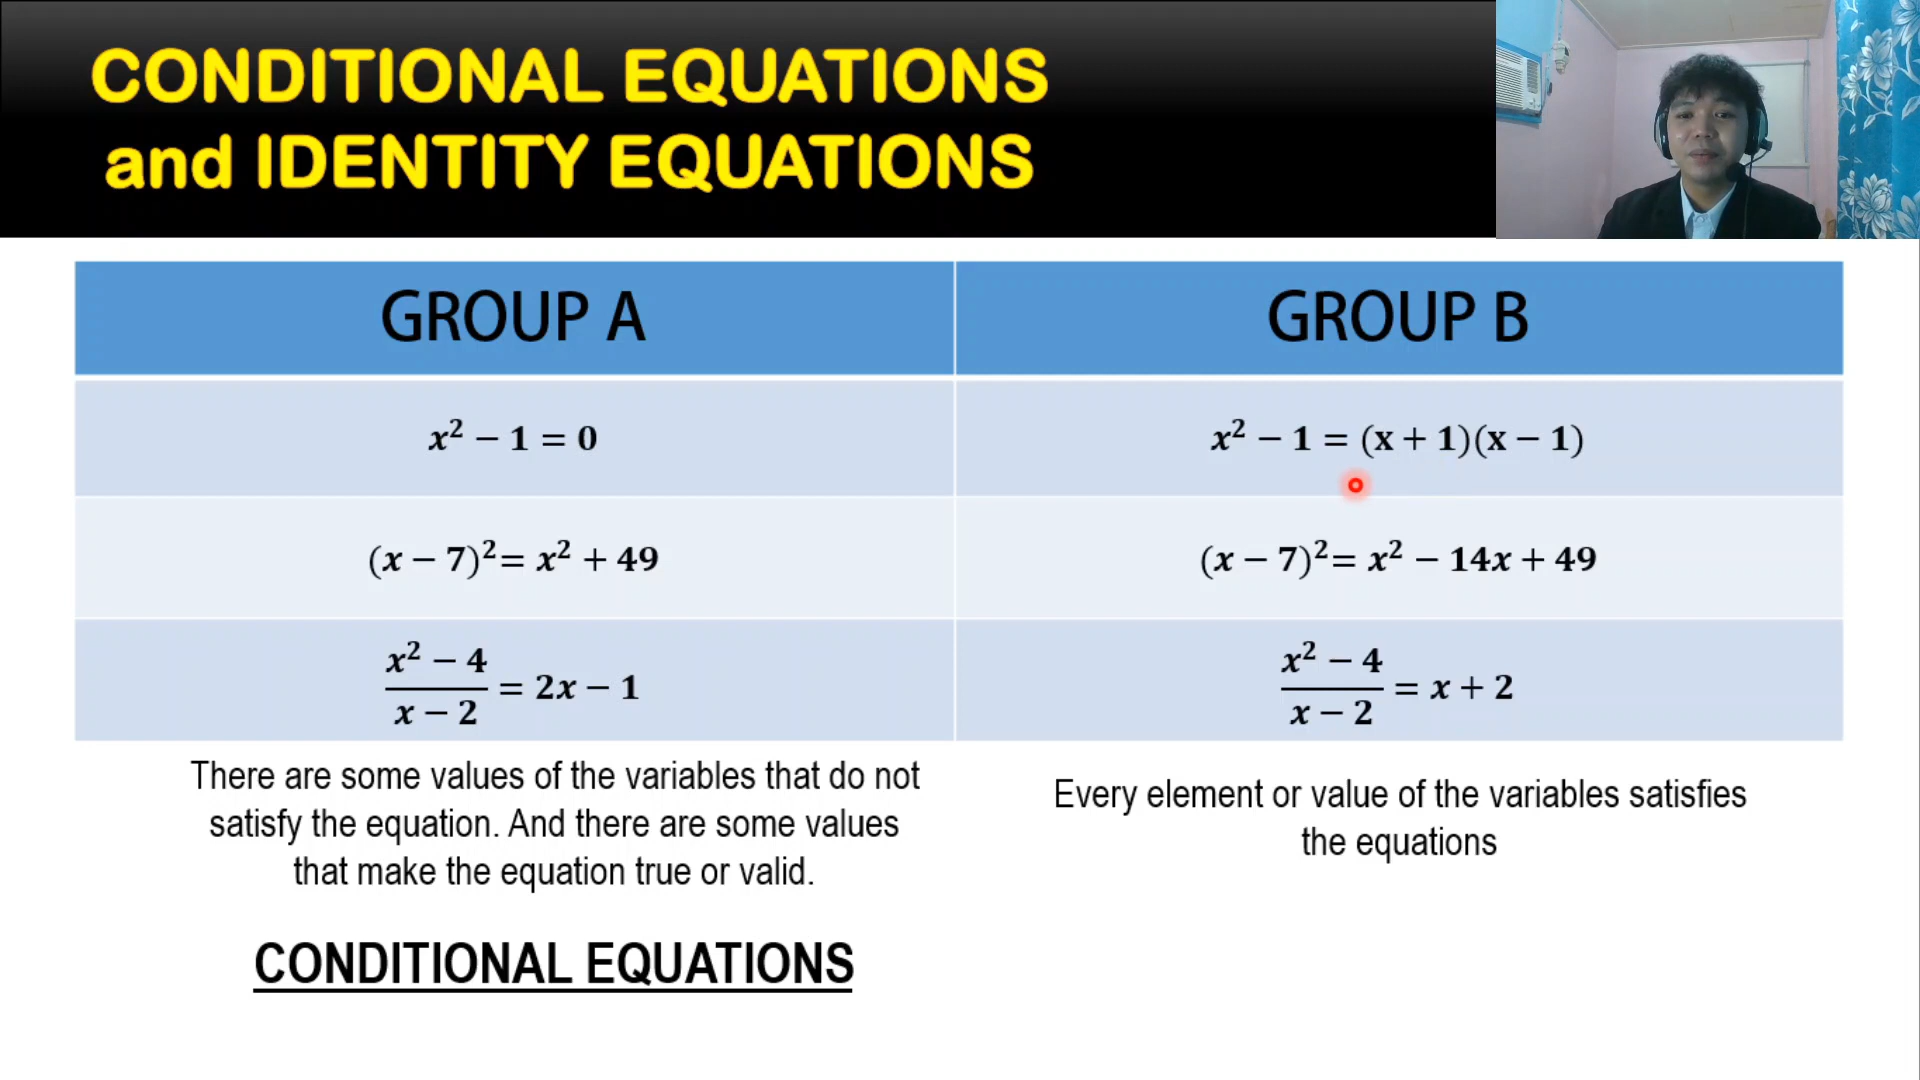 CONDITIONAL EQUATIONS
and IDENTITY EQUATIONS
GROUP A
GROUP B
x² − 1 = 0
x² − 1 = (x + 1)(x − 1)
(x − 7)²= x² + 49
(x − 7)²= x² − 14x + 49
(x² − 4)/(x − 2) = 2x − 1
(x² − 4)/(x − 2) = x + 2
There are some values of the variables that do not
satisfy the equation. And there are some values
that make the equation true or valid.
Every element or value of the variables satisfies
the equations
CONDITIONAL EQUATIONS